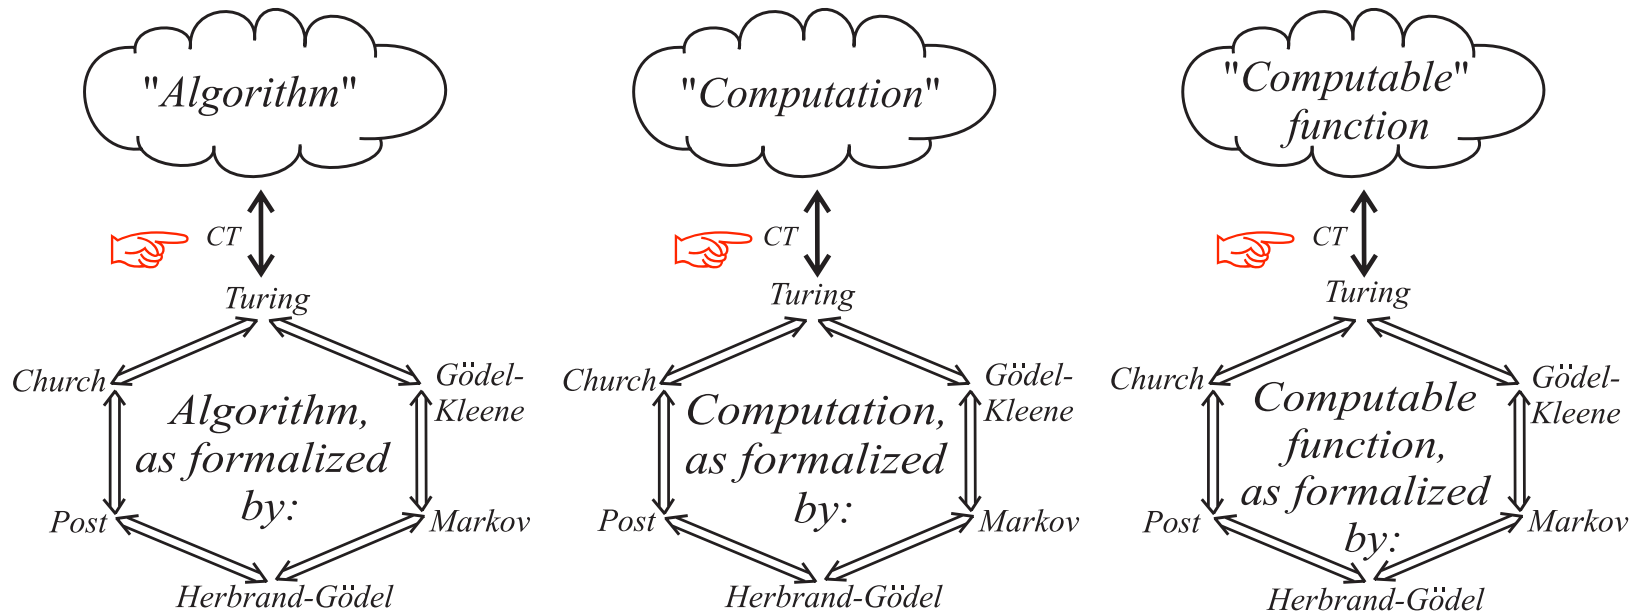 "Algorithm"
CT
Turing
Church
Gödel-
Kleene
Algorithm,
as formalized
by:
Post
Markov
Herbrand-Gödel
"Computation"
CT
Turing
Church
Gödel-
Kleene
Computation,
as formalized
by:
Post
Markov
Herbrand-Gödel
"Computable"
function
CT
Turing
Church
Gödel-
Kleene
Computable
function,
as formalized
by:
Post
Markov
Herbrand-Gödel